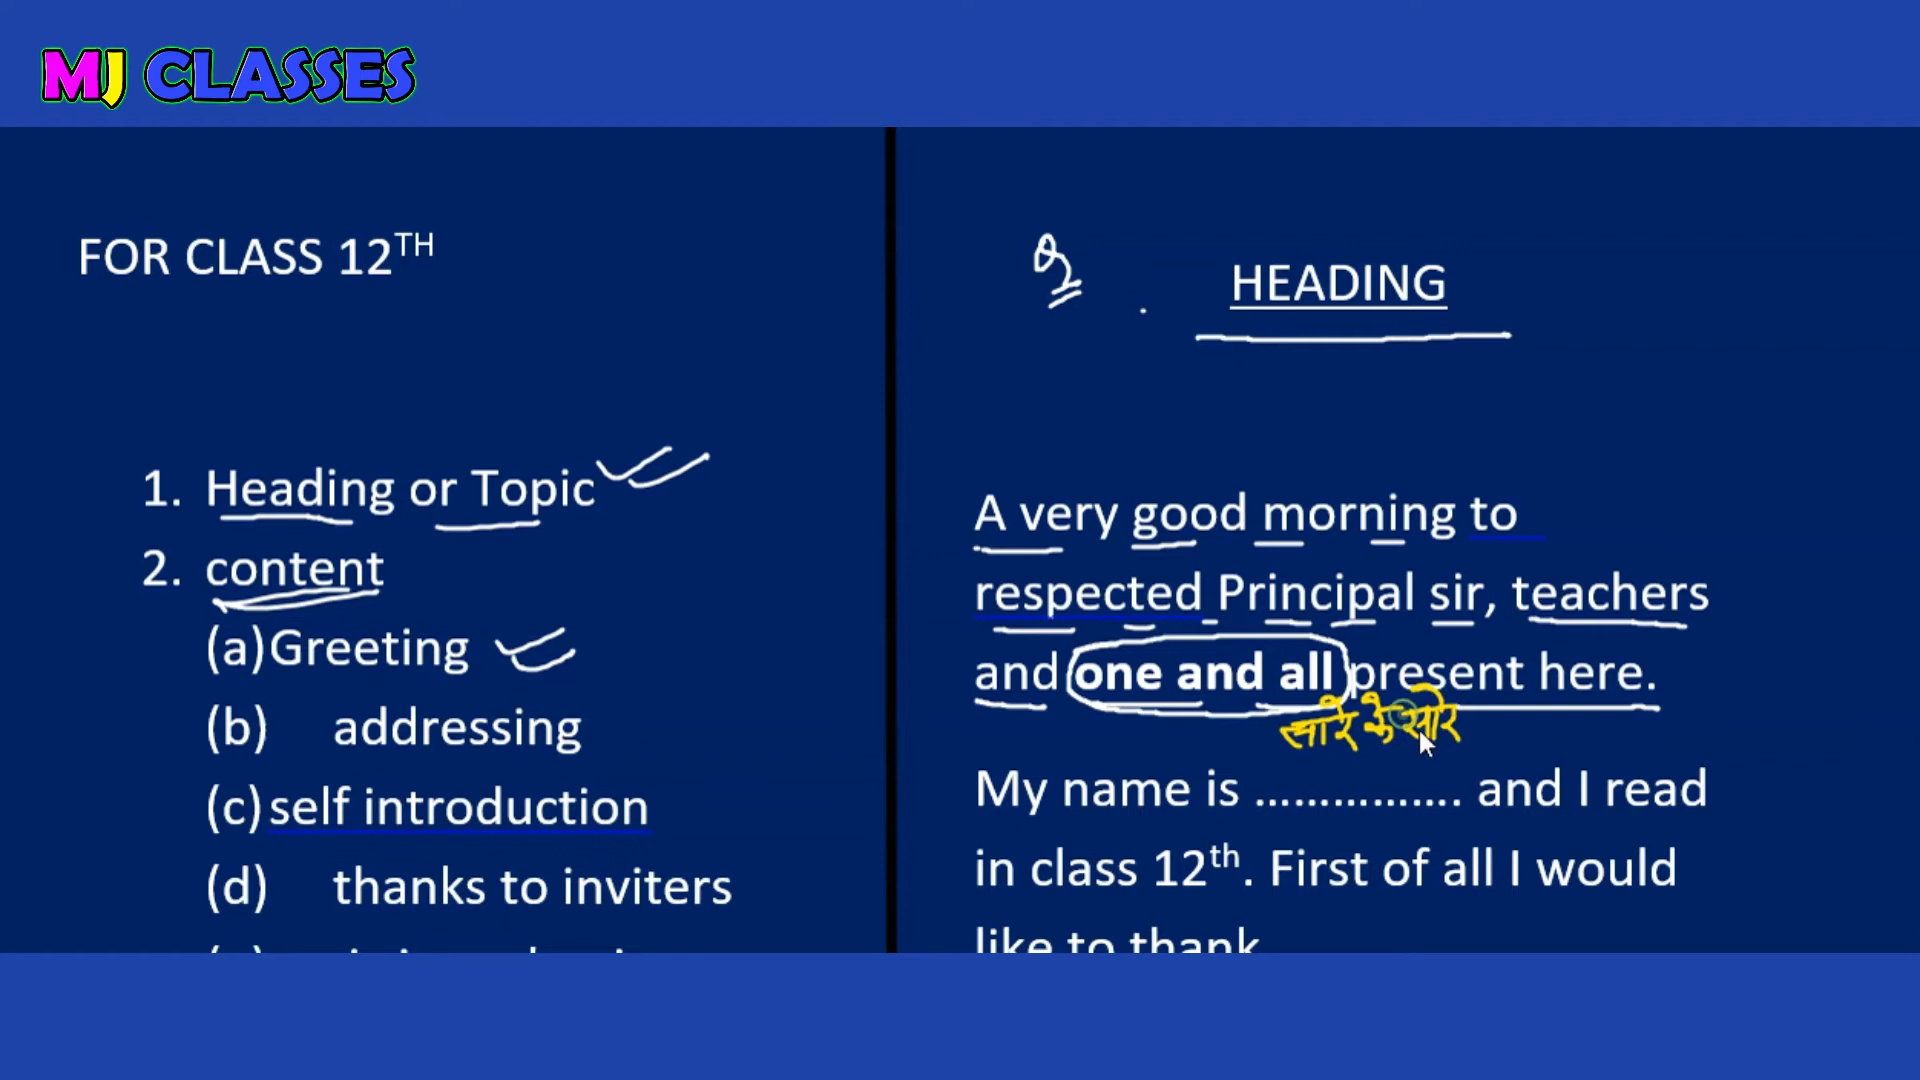 MJ CLASSES
FOR CLASS 12TH
1. Heading or Topic
2. content
(a) Greeting
(b) addressing
(c) self introduction
(d) thanks to inviters
HEADING
A very good morning to
respected Principal sir, teachers
and one and all present here.
सारे के सारे
My name is ................ and I read
in class 12th. First of all I would
like to thank